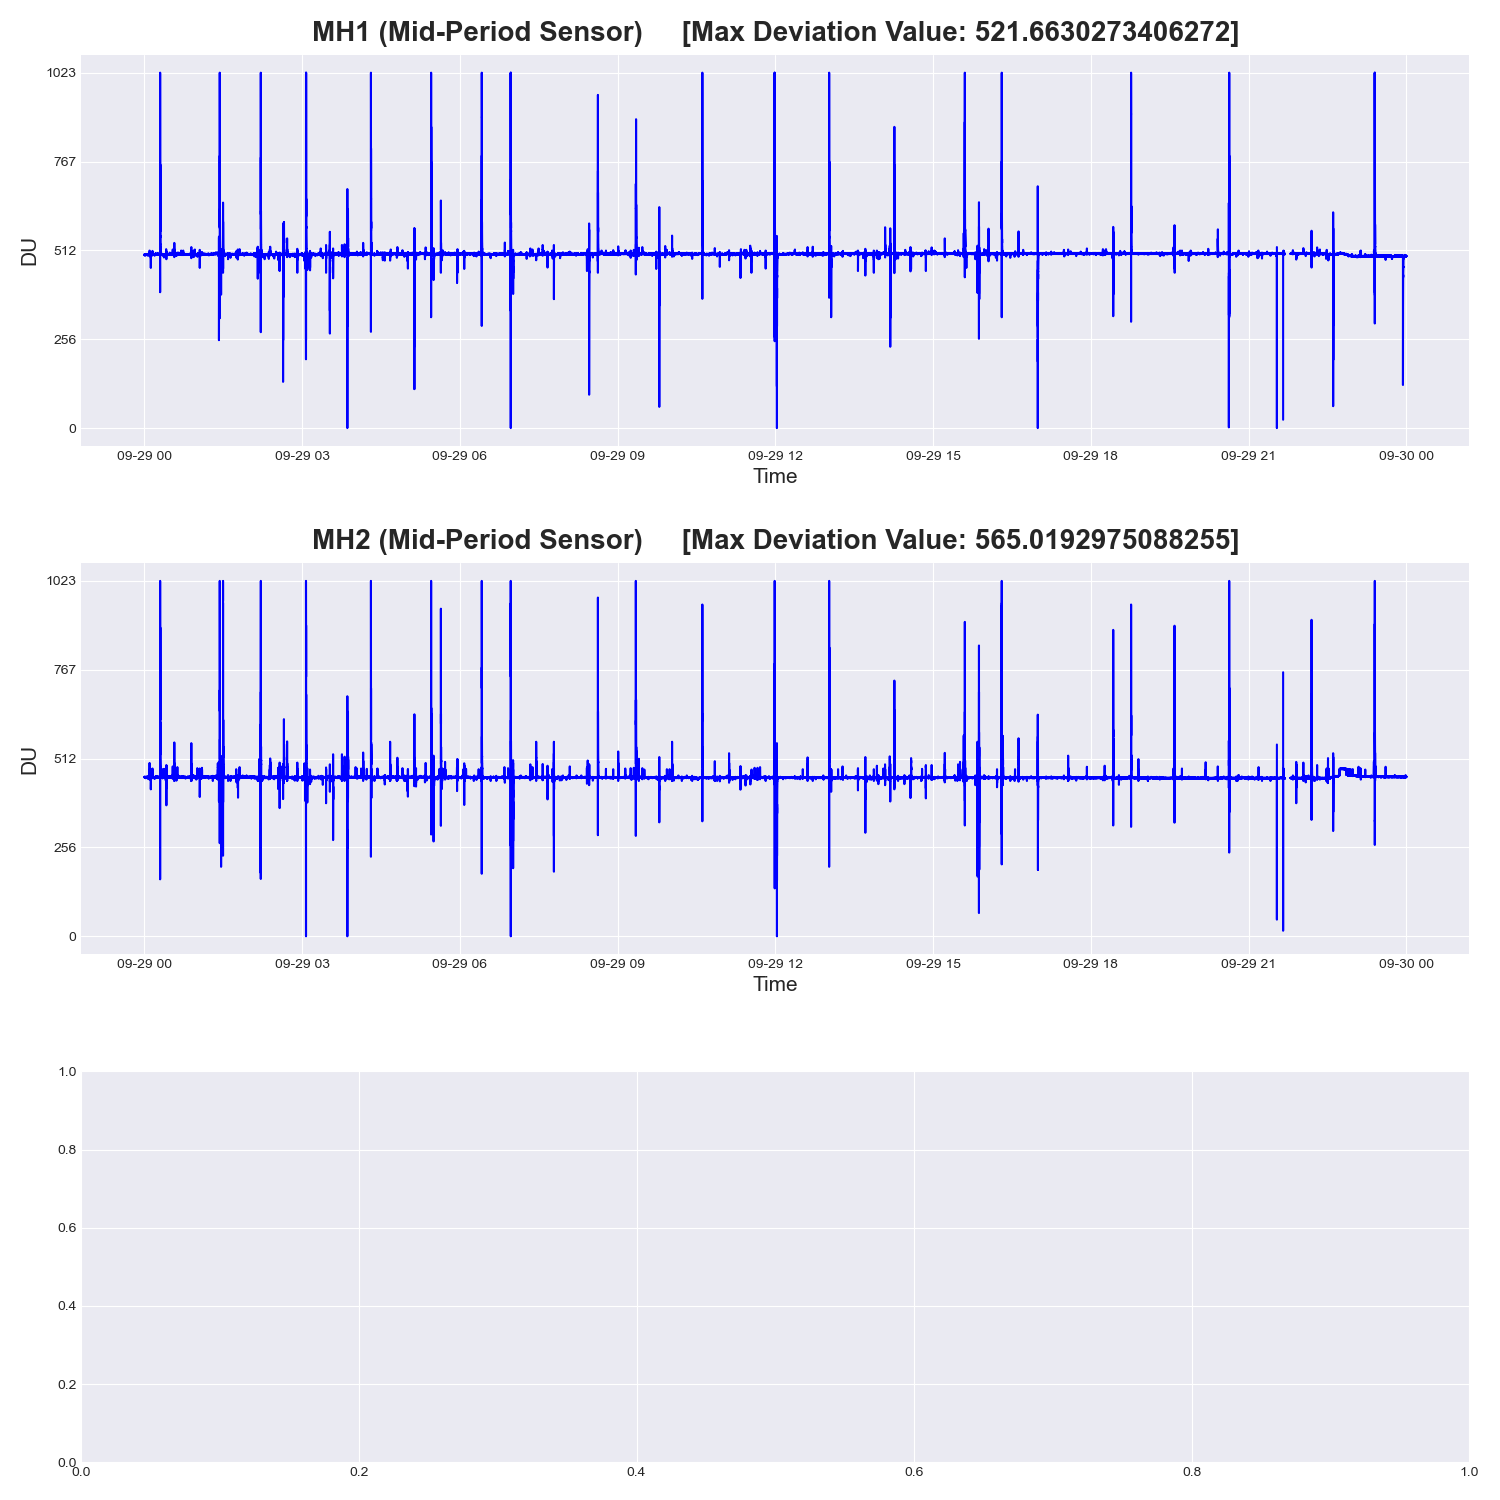 MH1 (Mid-Period Sensor) [Max Deviation Value: 521.6630273406272]
1023
767
512
256
0
DU
09-29 00 09-29 03 09-29 06 09-29 09 09-29 12 09-29 15 09-29 18 09-29 21 09-30 00
Time
MH2 (Mid-Period Sensor) [Max Deviation Value: 565.0192975088255]
1023
767
512
256
0
DU
09-29 00 09-29 03 09-29 06 09-29 09 09-29 12 09-29 15 09-29 18 09-29 21 09-30 00
Time
1.0
0.8
0.6
0.4
0.2
0.0
0.0 0.2 0.4 0.6 0.8 1.0